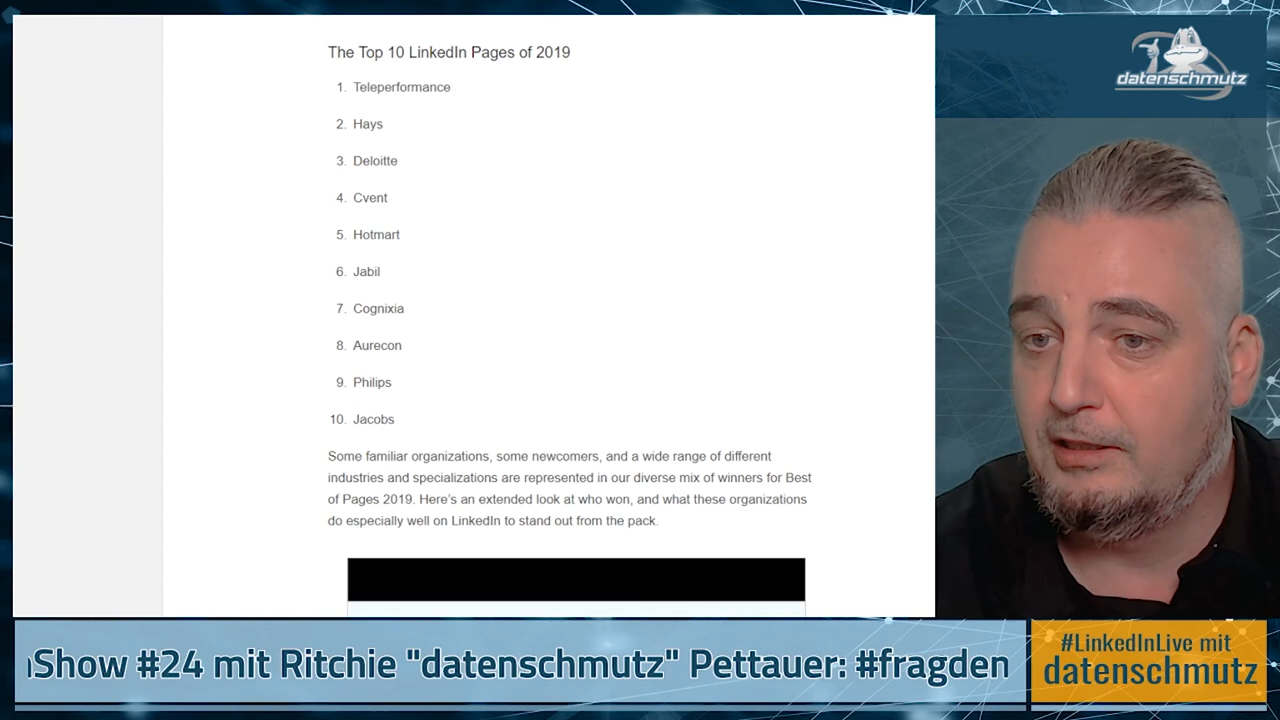 The Top 10 LinkedIn Pages of 2019
1. Teleperformance
2. Hays
3. Deloitte
4. Cvent
5. Hotmart
6. Jabil
7. Cognixia
8. Aurecon
9. Philips
10. Jacobs
Some familiar organizations, some newcomers, and a wide range of different
industries and specializations are represented in our diverse mix of winners for Best
of Pages 2019. Here's an extended look at who won, and what these organizations
do especially well on LinkedIn to stand out from the pack.
datenschmutz
Show #24 mit Ritchie "datenschmutz" Pettauer: #fragden
#LinkedInLive mit
datenschmutz